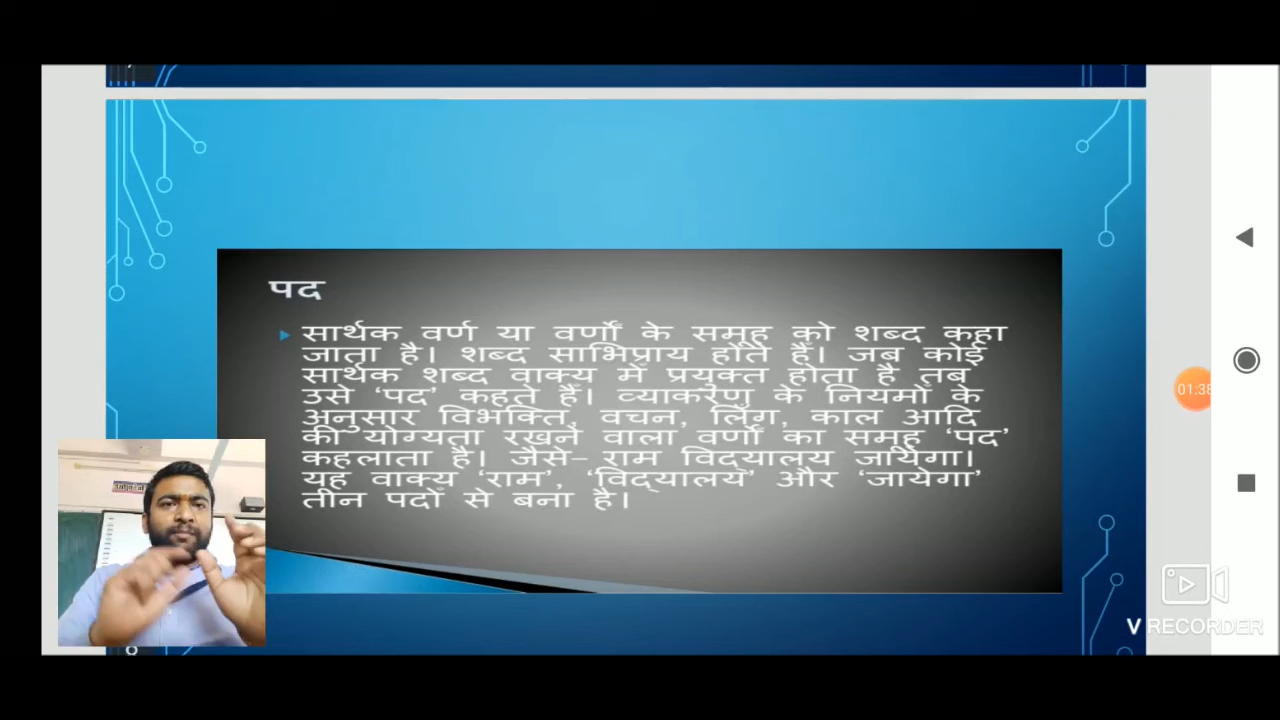 पद
सार्थक वर्ण या वर्णों के समूह को शब्द कहा
जाता है। शब्द साभिप्राय होते हैं। जब कोई
सार्थक शब्द वाक्य में प्रयुक्त होता है तब
उसे ‘पद’ कहते हैं। व्याकरण के नियमों के
अनुसार विभक्ति, वचन, लिंग, काल आदि
की योग्यता रखने वाला वर्णों का समूह ‘पद’
कहलाता है। जैसे– राम विद्यालय जायेगा।
यह वाक्य ‘राम’, ‘विद्यालय’ और ‘जायेगा’
तीन पदों से बना है।
01:38
V RECORDER